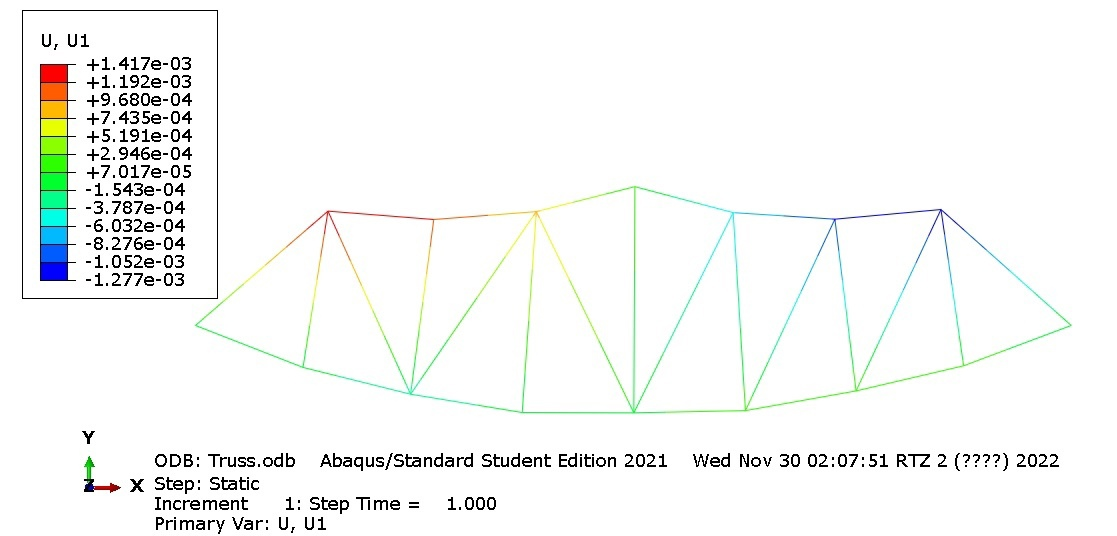 U, U1
+1.417e-03
+1.192e-03
+9.680e-04
+7.435e-04
+5.191e-04
+2.946e-04
+7.017e-05
-1.543e-04
-3.787e-04
-6.032e-04
-8.276e-04
-1.052e-03
-1.277e-03
Y
Z X
ODB: Truss.odb Abaqus/Standard Student Edition 2021 Wed Nov 30 02:07:51 RTZ 2 (????) 2022
Step: Static
Increment 1: Step Time = 1.000
Primary Var: U, U1